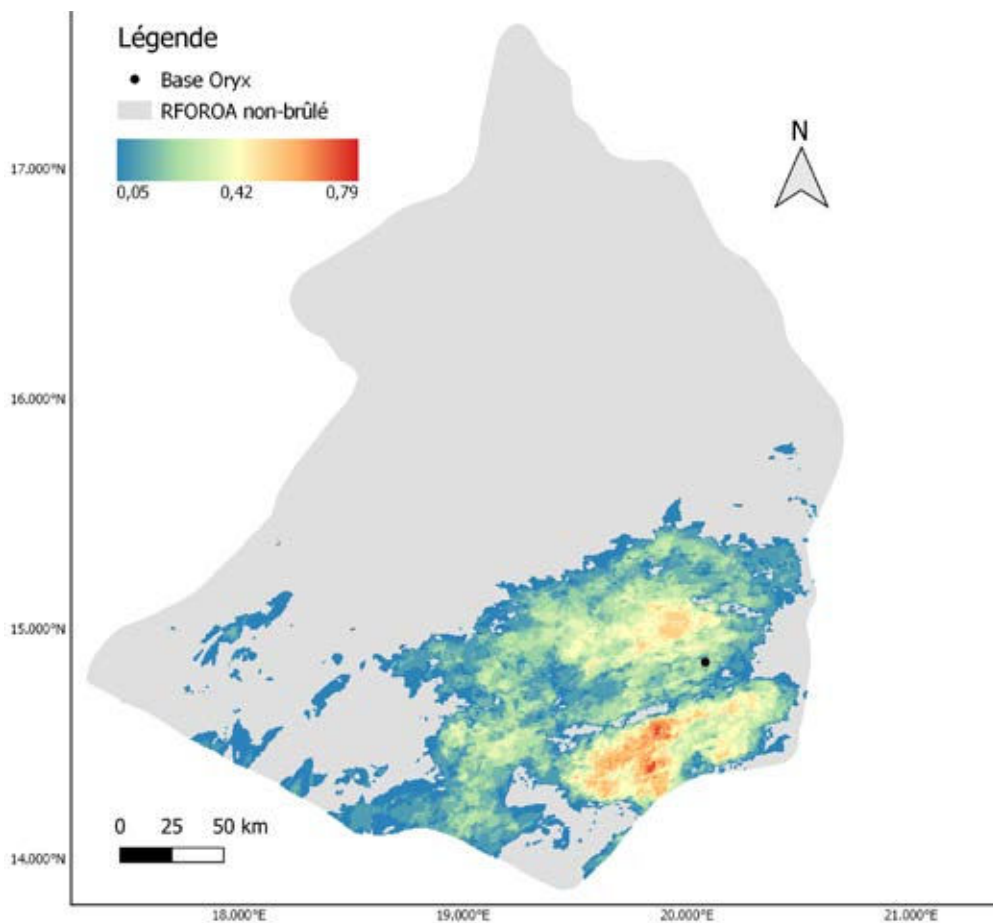 Légende
Base Oryx
RFOROA non-brûlé
0,05 0,42 0,79
N
17.000°N
16.000°N
15.000°N
14.000°N
0 25 50 km
18.000°E 19.000°E 20.000°E 21.000°E